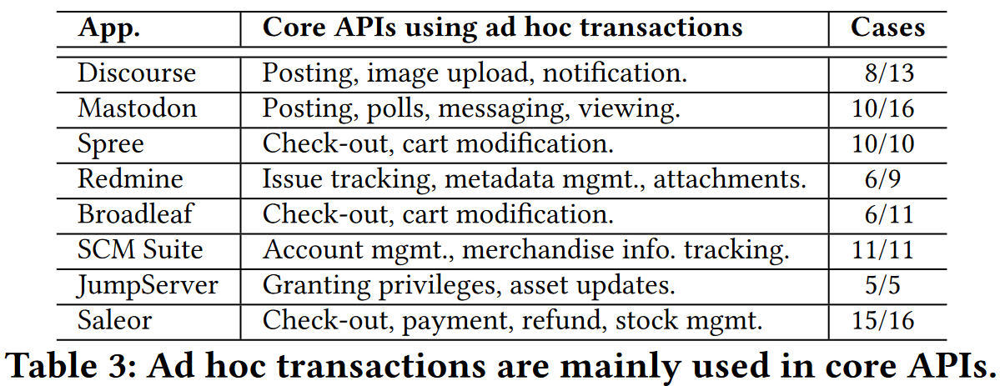 App. Core APIs using ad hoc transactions Cases
Discourse Posting, image upload, notification. 8/13
Mastodon Posting, polls, messaging, viewing. 10/16
Spree Check-out, cart modification. 10/10
Redmine Issue tracking, metadata mgmt., attachments. 6/9
Broadleaf Check-out, cart modification. 6/11
SCM Suite Account mgmt., merchandise info. tracking. 11/11
JumpServer Granting privileges, asset updates. 5/5
Saleor Check-out, payment, refund, stock mgmt. 15/16
Table 3: Ad hoc transactions are mainly used in core APIs.